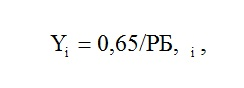 Yᵢ = 0,65/РБ, ᵢ ,